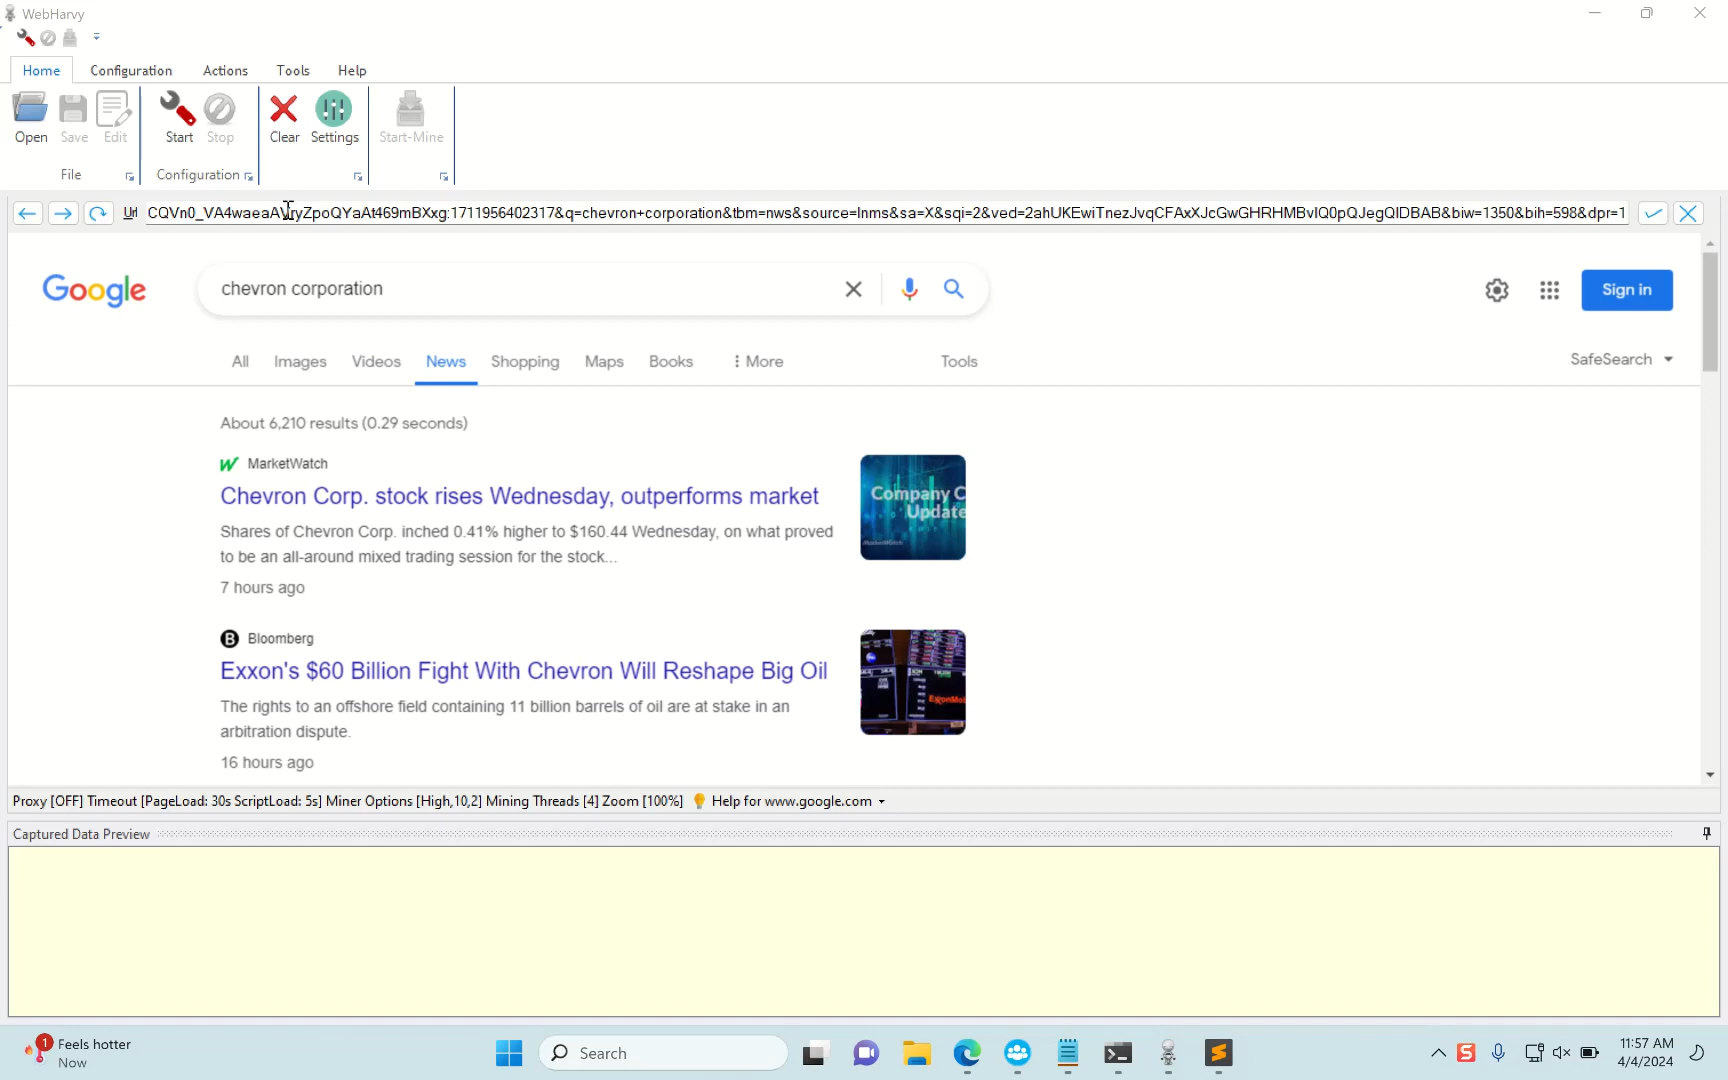 WebHarvy
Home Configuration Actions Tools Help
Open Save Edit Start Stop Clear Settings Start-Mine
File Configuration
Url CQVn0_VA4waeaAVryZpoQYaAt469mBXxg:1711956402317&q=chevron+corporation&tbm=nws&source=lnms&sa=X&sqi=2&ved=2ahUKEwiTnezJvqCFAxXJcGwGHRHMBvIQ0pQJegQIDBAB&biw=1350&bih=598&dpr=1
Google chevron corporation Sign in
All Images Videos News Shopping Maps Books More Tools SafeSearch
About 6,210 results (0.29 seconds)
MarketWatch
Chevron Corp. stock rises Wednesday, outperforms market
Shares of Chevron Corp. inched 0.41% higher to $160.44 Wednesday, on what proved
to be an all-around mixed trading session for the stock...
7 hours ago
Company C
Update
MarketWatch
B Bloomberg
Exxon's $60 Billion Fight With Chevron Will Reshape Big Oil
The rights to an offshore field containing 11 billion barrels of oil are at stake in an
arbitration dispute.
16 hours ago
ExxonMob
Proxy [OFF] Timeout [PageLoad: 30s ScriptLoad: 5s] Miner Options [High,10,2] Mining Threads [4] Zoom [100%] Help for www.google.com
Captured Data Preview
1 Feels hotter
Now
Search
S
11:57 AM
4/4/2024